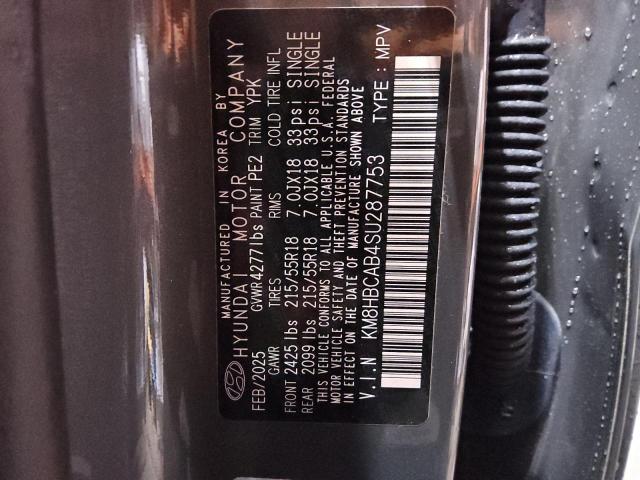 MANUFACTURED IN KOREA BY
HYUNDAI MOTOR COMPANY
FEB/2025 GVWR4277lbs PAINT PE2 TRIM YPK
GAWR TIRES RIMS COLD TIRE INFL
FRONT 2425 lbs 215/55R18 7.0JX18 33psi SINGLE
REAR 2099 lbs 215/55R18 7.0JX18 33psi SINGLE
THIS VEHICLE CONFORMS TO ALL APPLICABLE U.S.A. FEDERAL
MOTOR VEHICLE SAFETY AND THEFT PREVENTION STANDARDS
IN EFFECT ON THE DATE OF MANUFACTURE SHOWN ABOVE
V.I.N KM8HBCAB4SU287753 TYPE : MPV